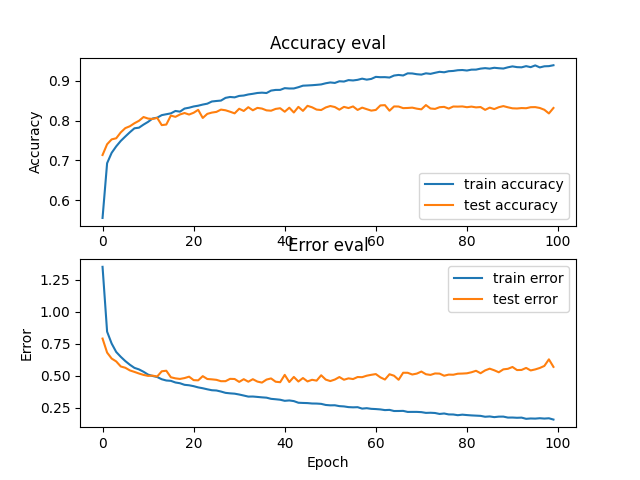 Accuracy eval
0.9
0.8
0.7
0.6
Accuracy
train accuracy
test accuracy
0 20 40 60 80 100
Error eval
1.25
1.00
0.75
0.50
0.25
Error
train error
test error
0 20 40 60 80 100
Epoch